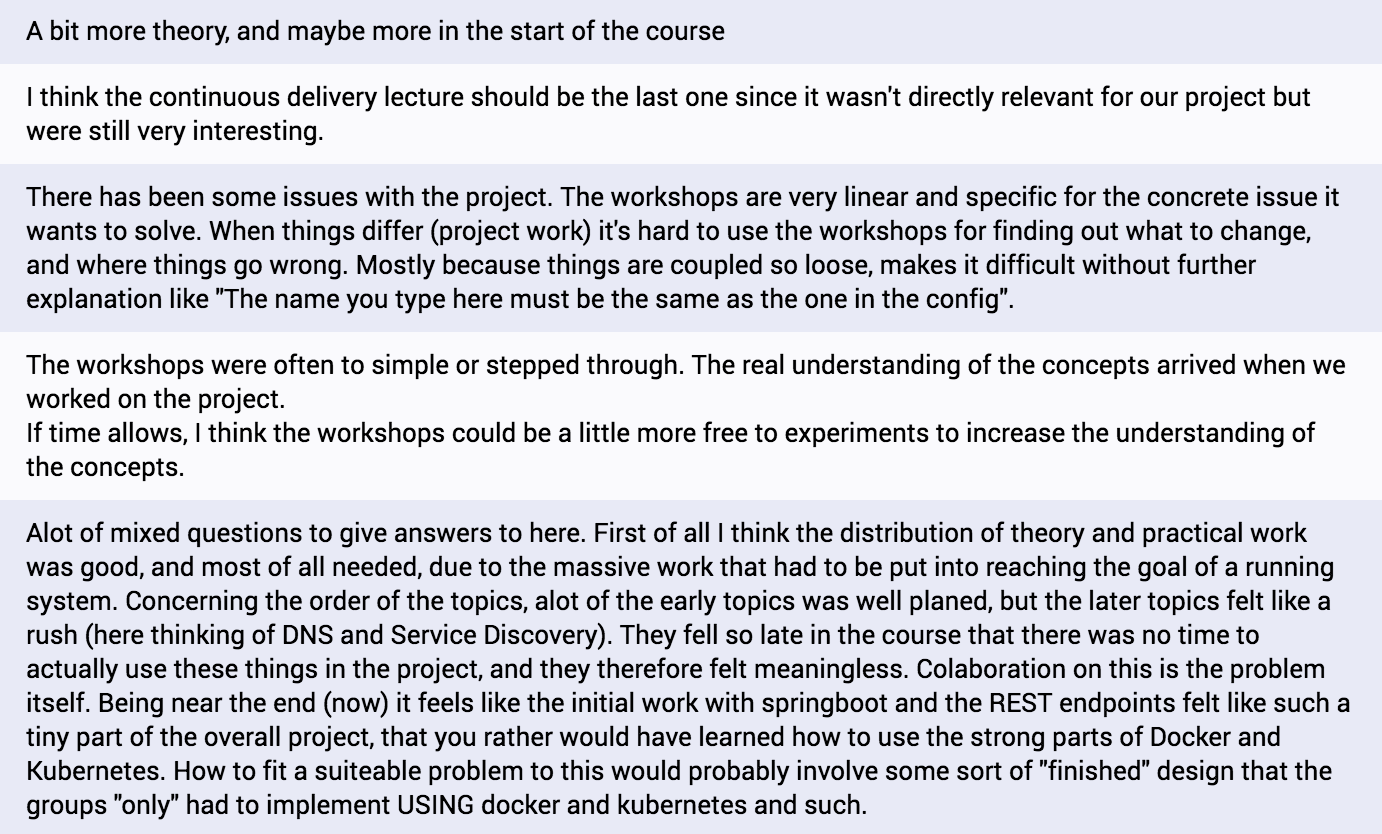 A bit more theory, and maybe more in the start of the course
I think the continuous delivery lecture should be the last one since it wasn't directly relevant for our project but
were still very interesting.
There has been some issues with the project. The workshops are very linear and specific for the concrete issue it
wants to solve. When things differ (project work) it's hard to use the workshops for finding out what to change,
and where things go wrong. Mostly because things are coupled so loose, makes it difficult without further
explanation like "The name you type here must be the same as the one in the config".
The workshops were often to simple or stepped through. The real understanding of the concepts arrived when we
worked on the project.
If time allows, I think the workshops could be a little more free to experiments to increase the understanding of
the concepts.
Alot of mixed questions to give answers to here. First of all I think the distribution of theory and practical work
was good, and most of all needed, due to the massive work that had to be put into reaching the goal of a running
system. Concerning the order of the topics, alot of the early topics was well planed, but the later topics felt like a
rush (here thinking of DNS and Service Discovery). They fell so late in the course that there was no time to
actually use these things in the project, and they therefore felt meaningless. Colaboration on this is the problem
itself. Being near the end (now) it feels like the initial work with springboot and the REST endpoints felt like such a
tiny part of the overall project, that you rather would have learned how to use the strong parts of Docker and
Kubernetes. How to fit a suiteable problem to this would probably involve some sort of "finished" design that the
groups "only" had to implement USING docker and kubernetes and such.